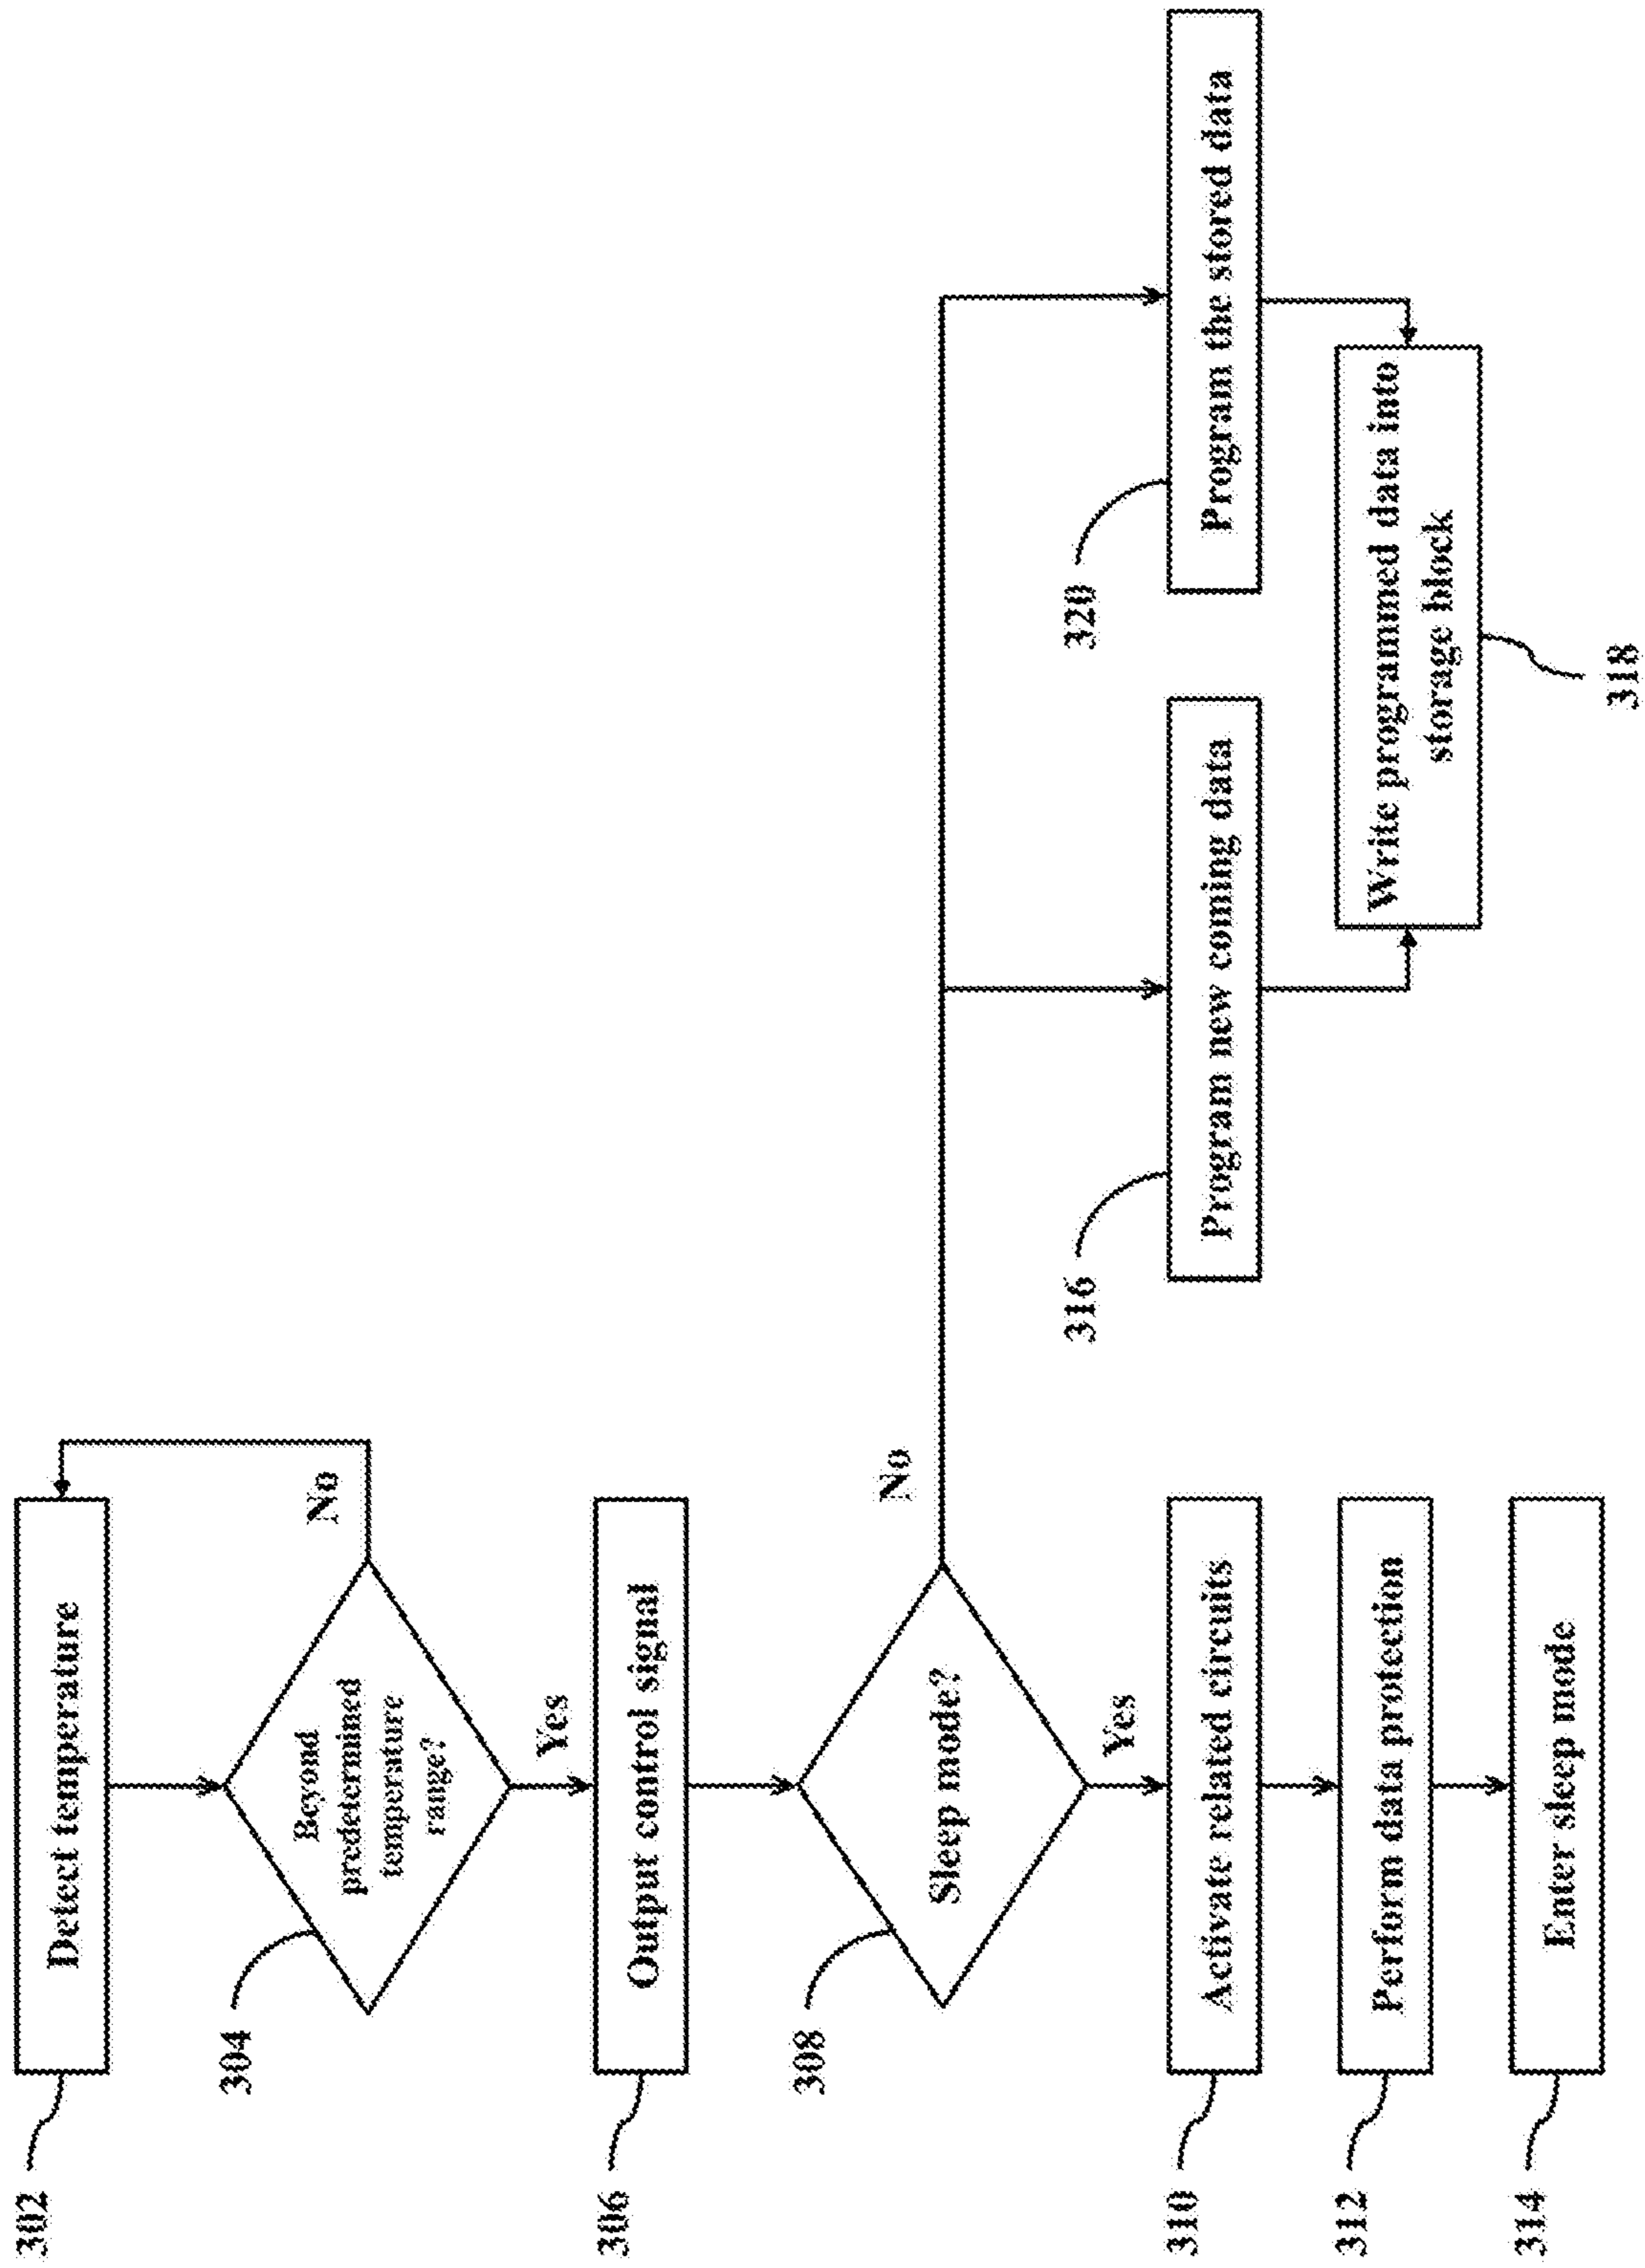 302
Detect temperature
304
Beyond
predetermined
temperature
range?
No
Yes
306
Output control signal
308
Sleep mode?
No
Yes
310
Activate related circuits
312
Perform data protection
314
Enter sleep mode
316
Program new coming data
320
Program the stored data
Write programmed data into
storage block
318